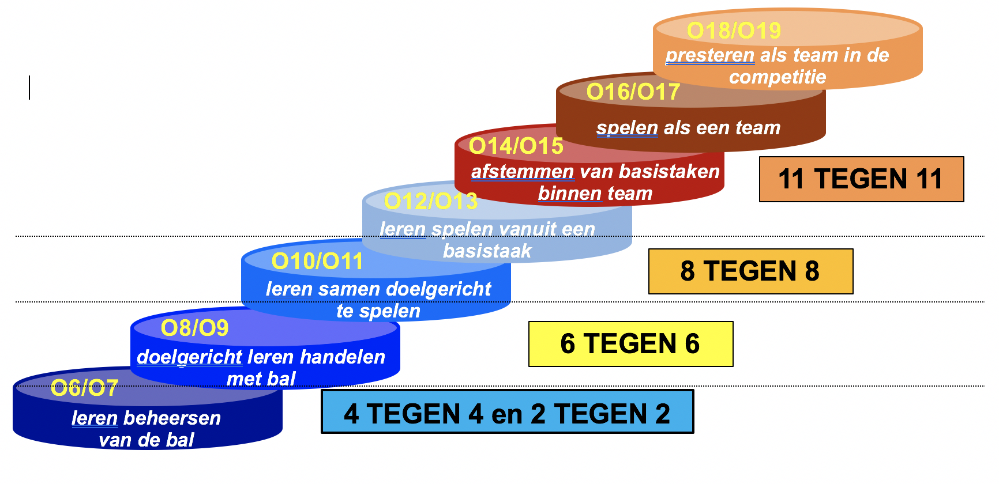 O18/O19
presteren als team in de
competitie
O16/O17
spelen als een team
O14/O15
afstemmen van basistaken
binnen team
11 TEGEN 11
O12/O13
leren spelen vanuit een
basistaak
O10/O11
leren samen doelgericht
te spelen
8 TEGEN 8
O8/O9
doelgericht leren handelen
met bal
6 TEGEN 6
O6/O7
leren beheersen
van de bal
4 TEGEN 4 en 2 TEGEN 2